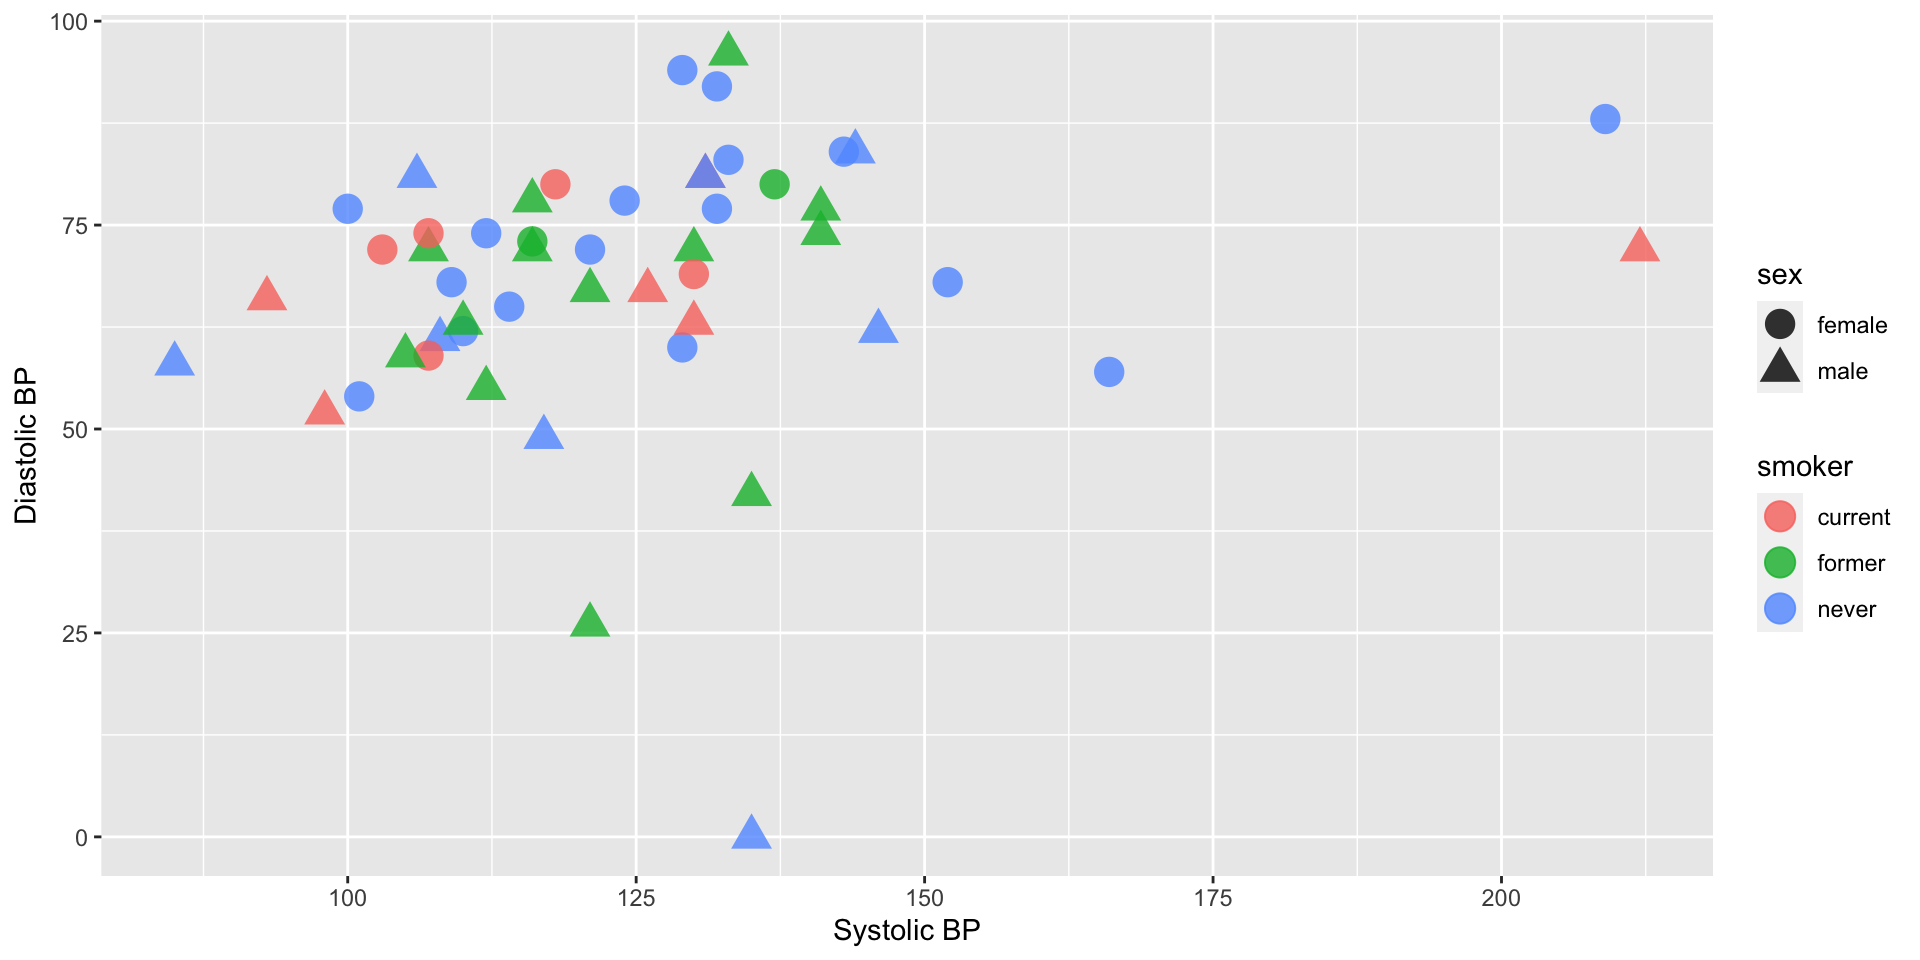 100
75
50
25
0
Diastolic BP
100 125 150 175 200
Systolic BP
sex
female
male
smoker
current
former
never